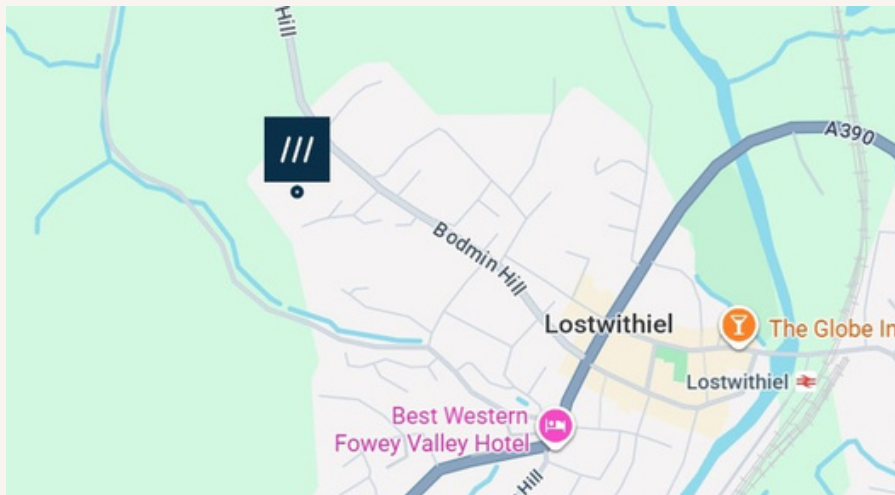 Hill
///
A390
Bodmin Hill
Lostwithiel
The Globe In
Lostwithiel
Best Western
Fowey Valley Hotel
Hill